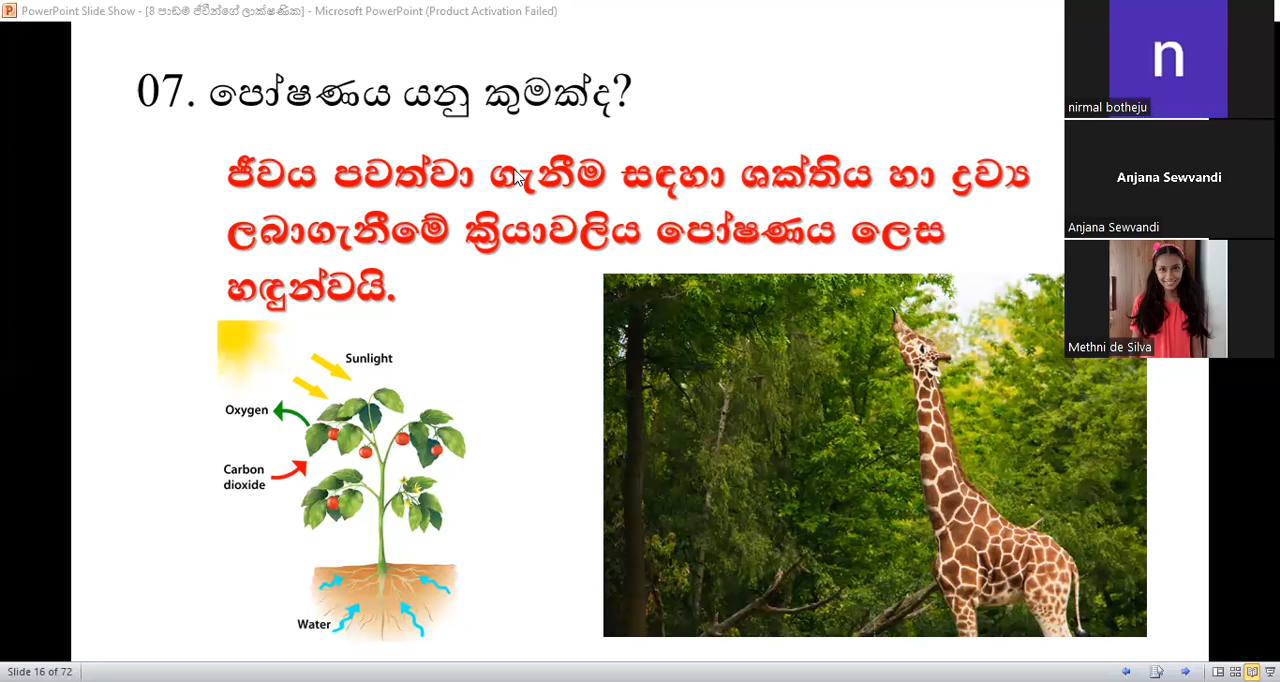 PowerPoint Slide Show - [8 පාඩම ජීවීන්ගේ ලාක්ෂණික] - Microsoft PowerPoint (Product Activation Failed)
07. පෝෂණය යනු කුමක්ද?
ජීවය පවත්වා ගැනීම සඳහා ශක්තිය හා ද්‍රව්‍ය
ලබාගැනීමේ ක්‍රියාවලිය පෝෂණය ලෙස
හඳුන්වයි.
Sunlight
Oxygen
Carbon
dioxide
Water
n
nirmal botheju
Anjana Sewvandi
Anjana Sewvandi
Methni de Silva
Slide 16 of 72